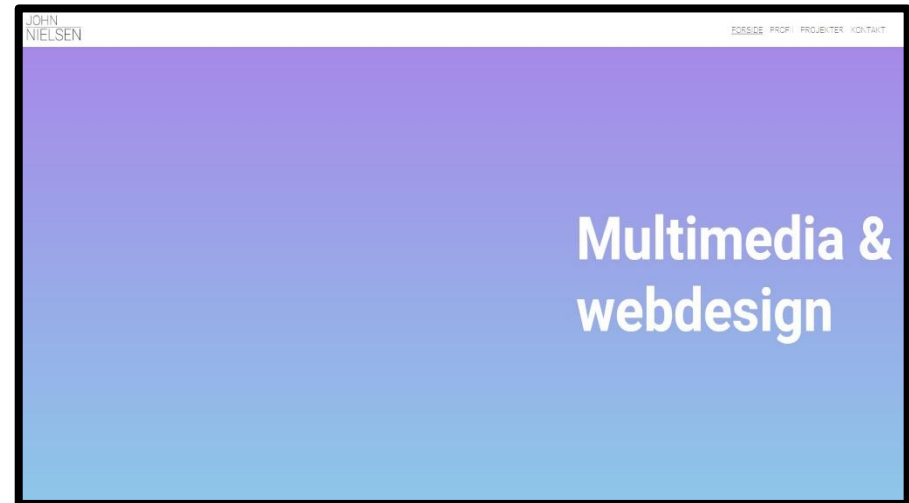 JOHN
NIELSEN
FORSIDE PROFIL PROJEKTER KONTAKT
Multimedia &
webdesign